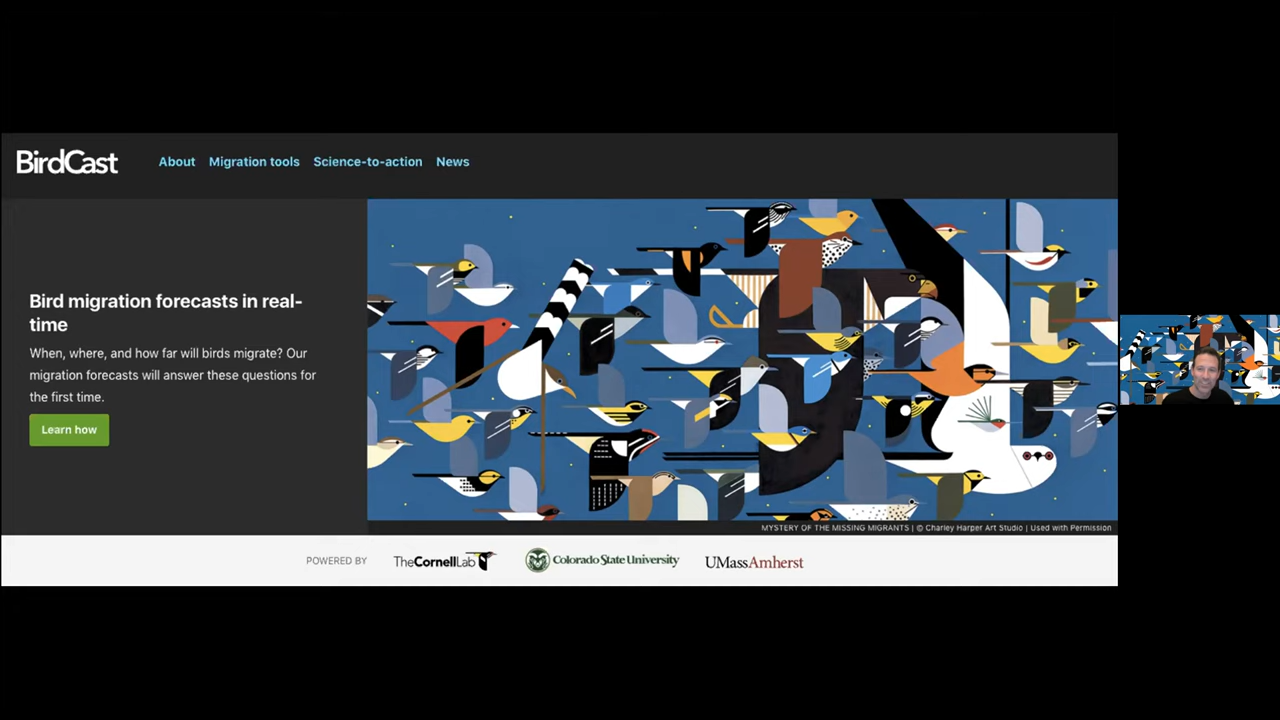 BirdCast
About Migration tools Science-to-action News
Bird migration forecasts in real-
time
When, where, and how far will birds migrate? Our
migration forecasts will answer these questions for
the first time.
Learn how
MYSTERY OF THE MISSING MIGRANTS | © Charley Harper Art Studio | Used with Permission
POWERED BY TheCornellLab Colorado State University UMassAmherst